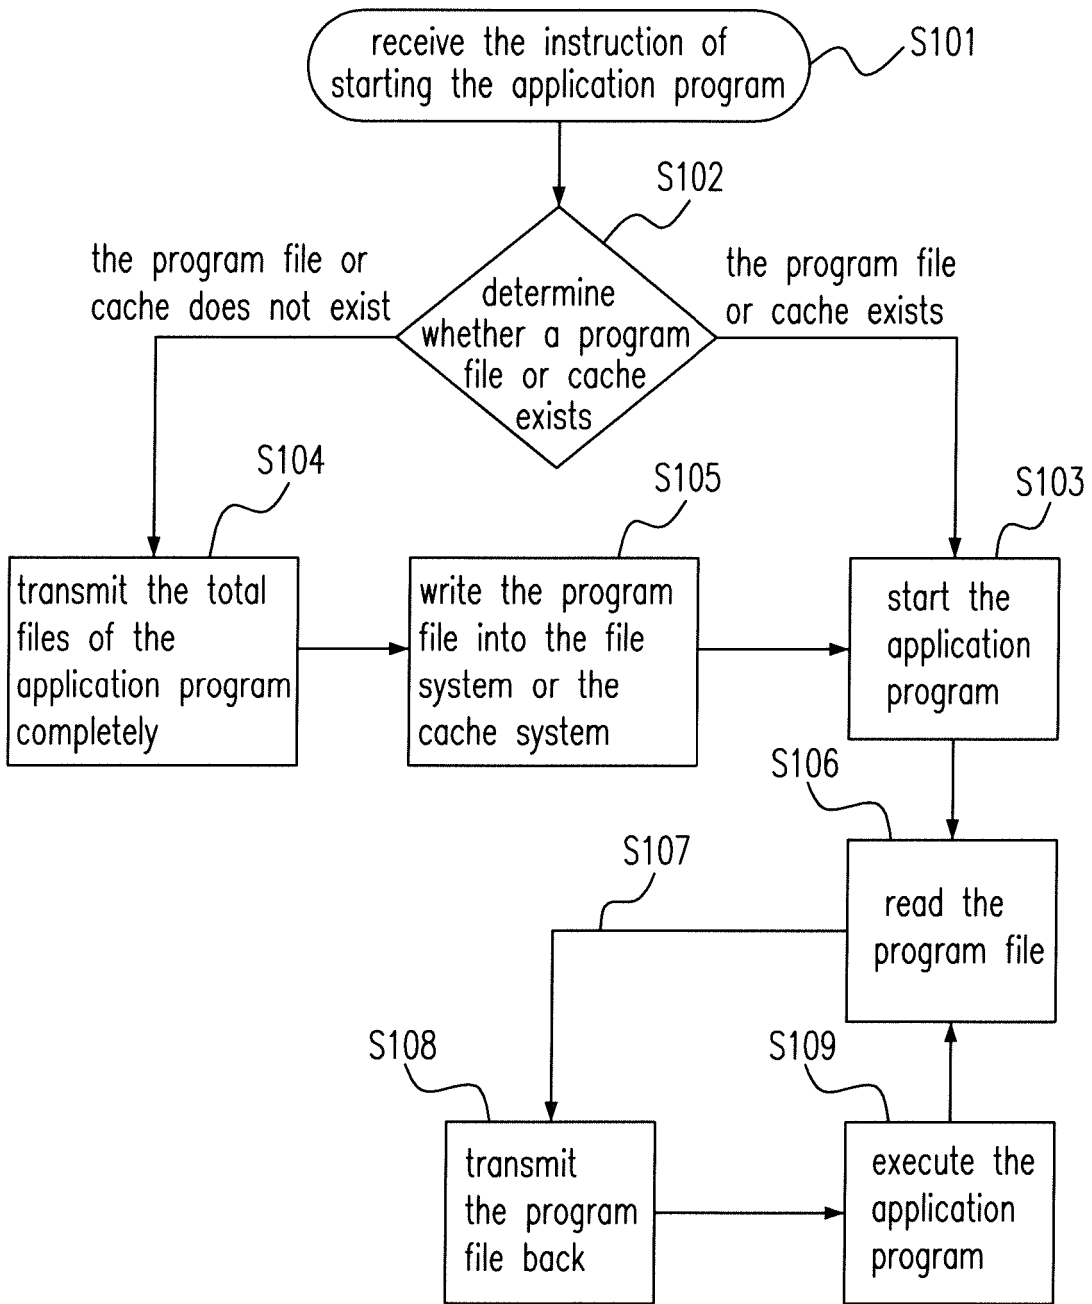 receive the instruction of
starting the application program
S101
S102
the program file or
cache does not exist
determine
whether a program
file or cache
exists
the program file
or cache exists
S104
S105
S103
transmit the total
files of the
application program
completely
write the program
file into the file
system or the
cache system
start the
application
program
S106
read the
program file
S107
S108
S109
transmit
the program
file back
execute the
application
program